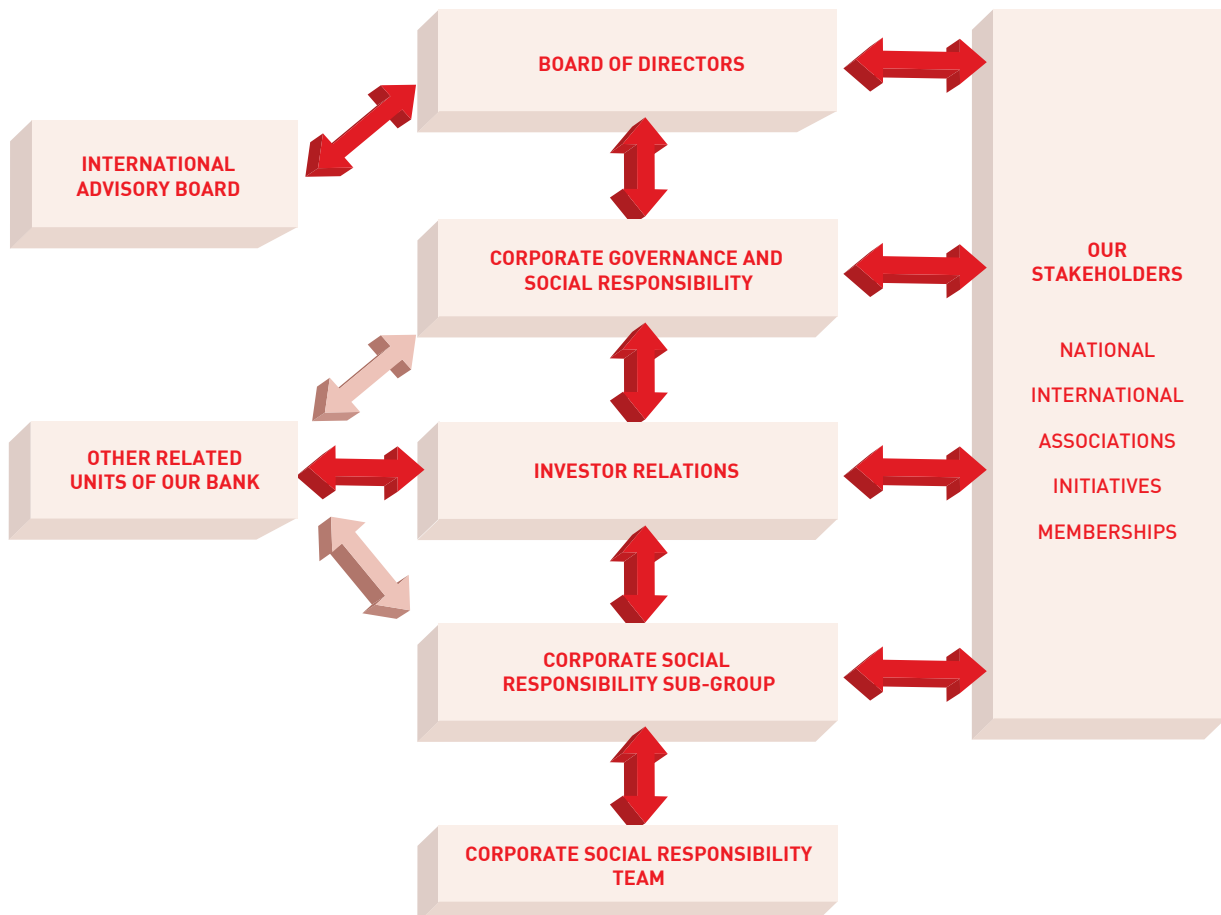 BOARD OF DIRECTORS
INTERNATIONAL
ADVISORY BOARD
CORPORATE GOVERNANCE AND
SOCIAL RESPONSIBILITY
OTHER RELATED
UNITS OF OUR BANK
INVESTOR RELATIONS
CORPORATE SOCIAL
RESPONSIBILITY SUB-GROUP
CORPORATE SOCIAL RESPONSIBILITY
TEAM
OUR
STAKEHOLDERS
NATIONAL
INTERNATIONAL
ASSOCIATIONS
INITIATIVES
MEMBERSHIPS